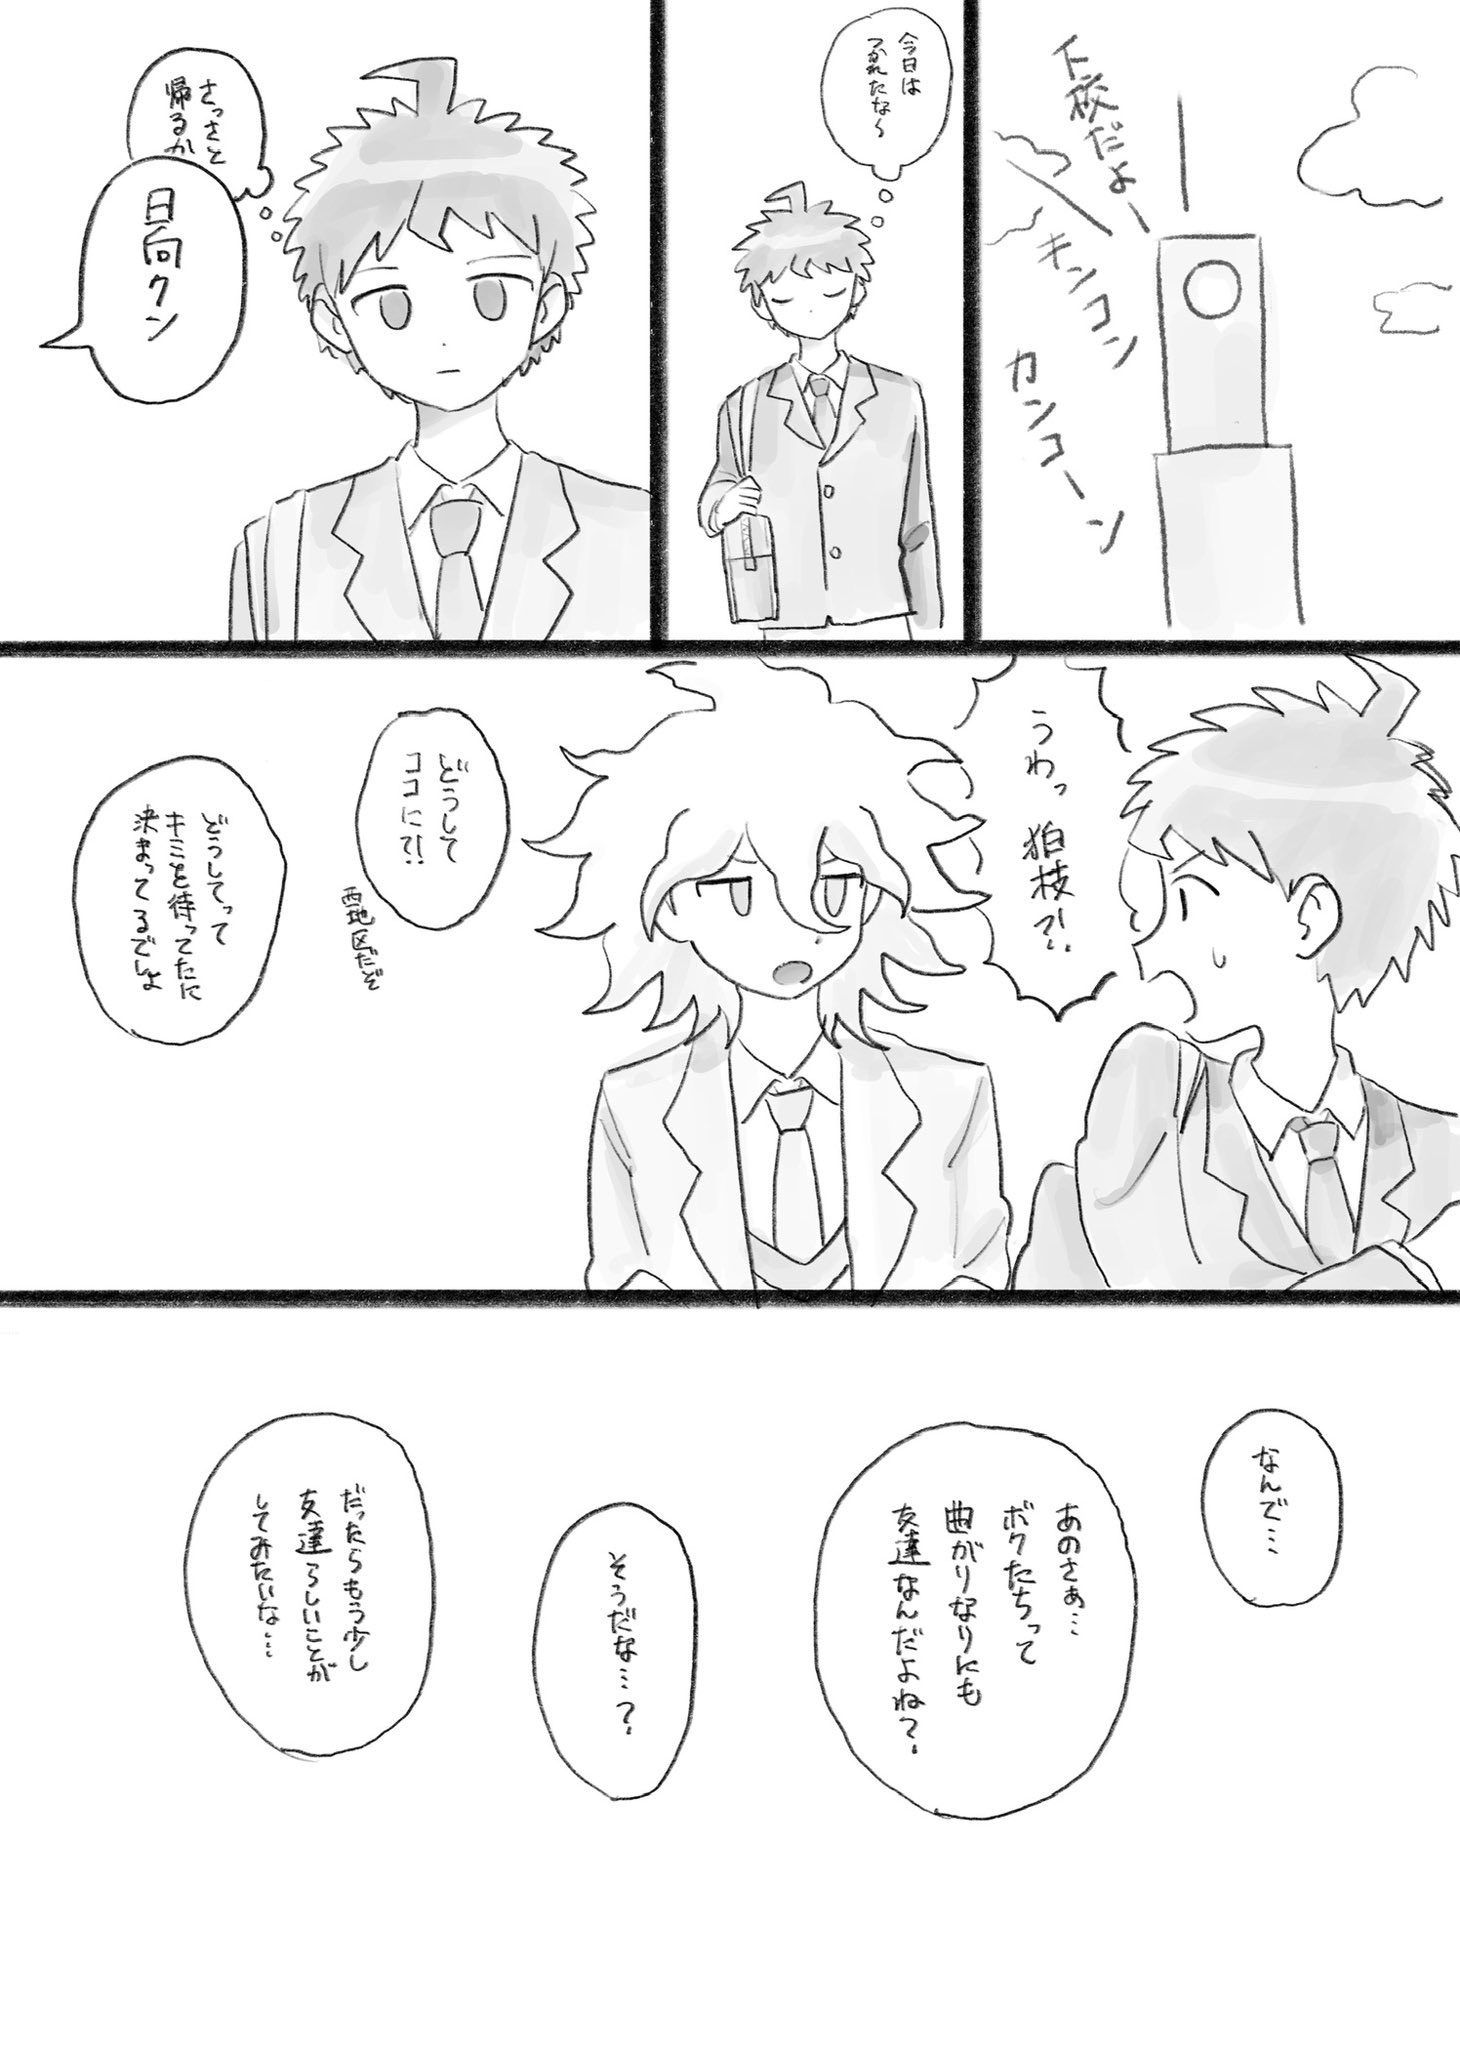 下校だよー
キンコン
カンコーン
今日は
つかれたな〜
さっさと
帰るか
日向クン
うわっ狛枝?!
どうして
ココに?!
西地区だぞ
どうしてって
キミを待ってたに
決まってるでしょ
なんで…
あのさぁ…
ボクたちって
曲がりなりにも
友達なんだよね?
そうだな…?
だったらもう少し
友達らしいことが
してみたいな…